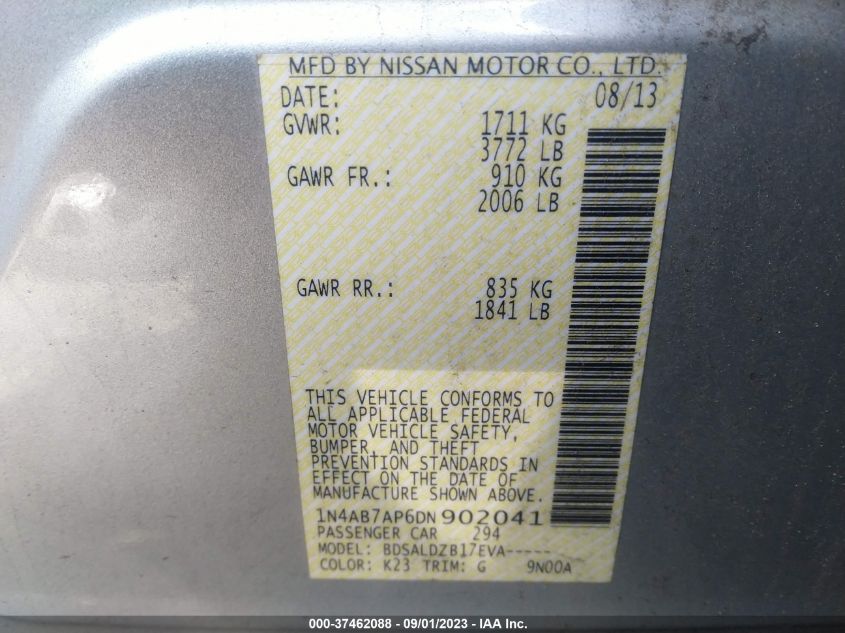 MFD BY NISSAN MOTOR CO., LTD.
DATE: 08/13
GVWR: 1711 KG
3772 LB
GAWR FR.: 910 KG
2006 LB
GAWR RR.: 835 KG
1841 LB
THIS VEHICLE CONFORMS TO
ALL APPLICABLE FEDERAL
MOTOR VEHICLE SAFETY,
BUMPER, AND THEFT
PREVENTION STANDARDS IN
EFFECT ON THE DATE OF
MANUFACTURE SHOWN ABOVE.
1N4AB7AP6DN902041
PASSENGER CAR 294
MODEL: BDSALDZB17EVA-----
COLOR: K23 TRIM: G 9N00A
000-37462088 - 09/01/2023 - IAA Inc.